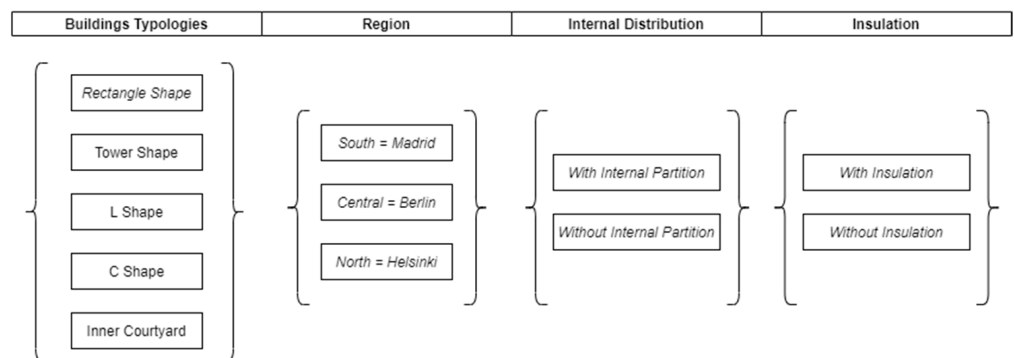 Buildings Typologies
Region
Internal Distribution
Insulation
Rectangle Shape
Tower Shape
L Shape
C Shape
Inner Courtyard
South = Madrid
Central = Berlin
North = Helsinki
With Internal Partition
Without Internal Partition
With Insulation
Without Insulation